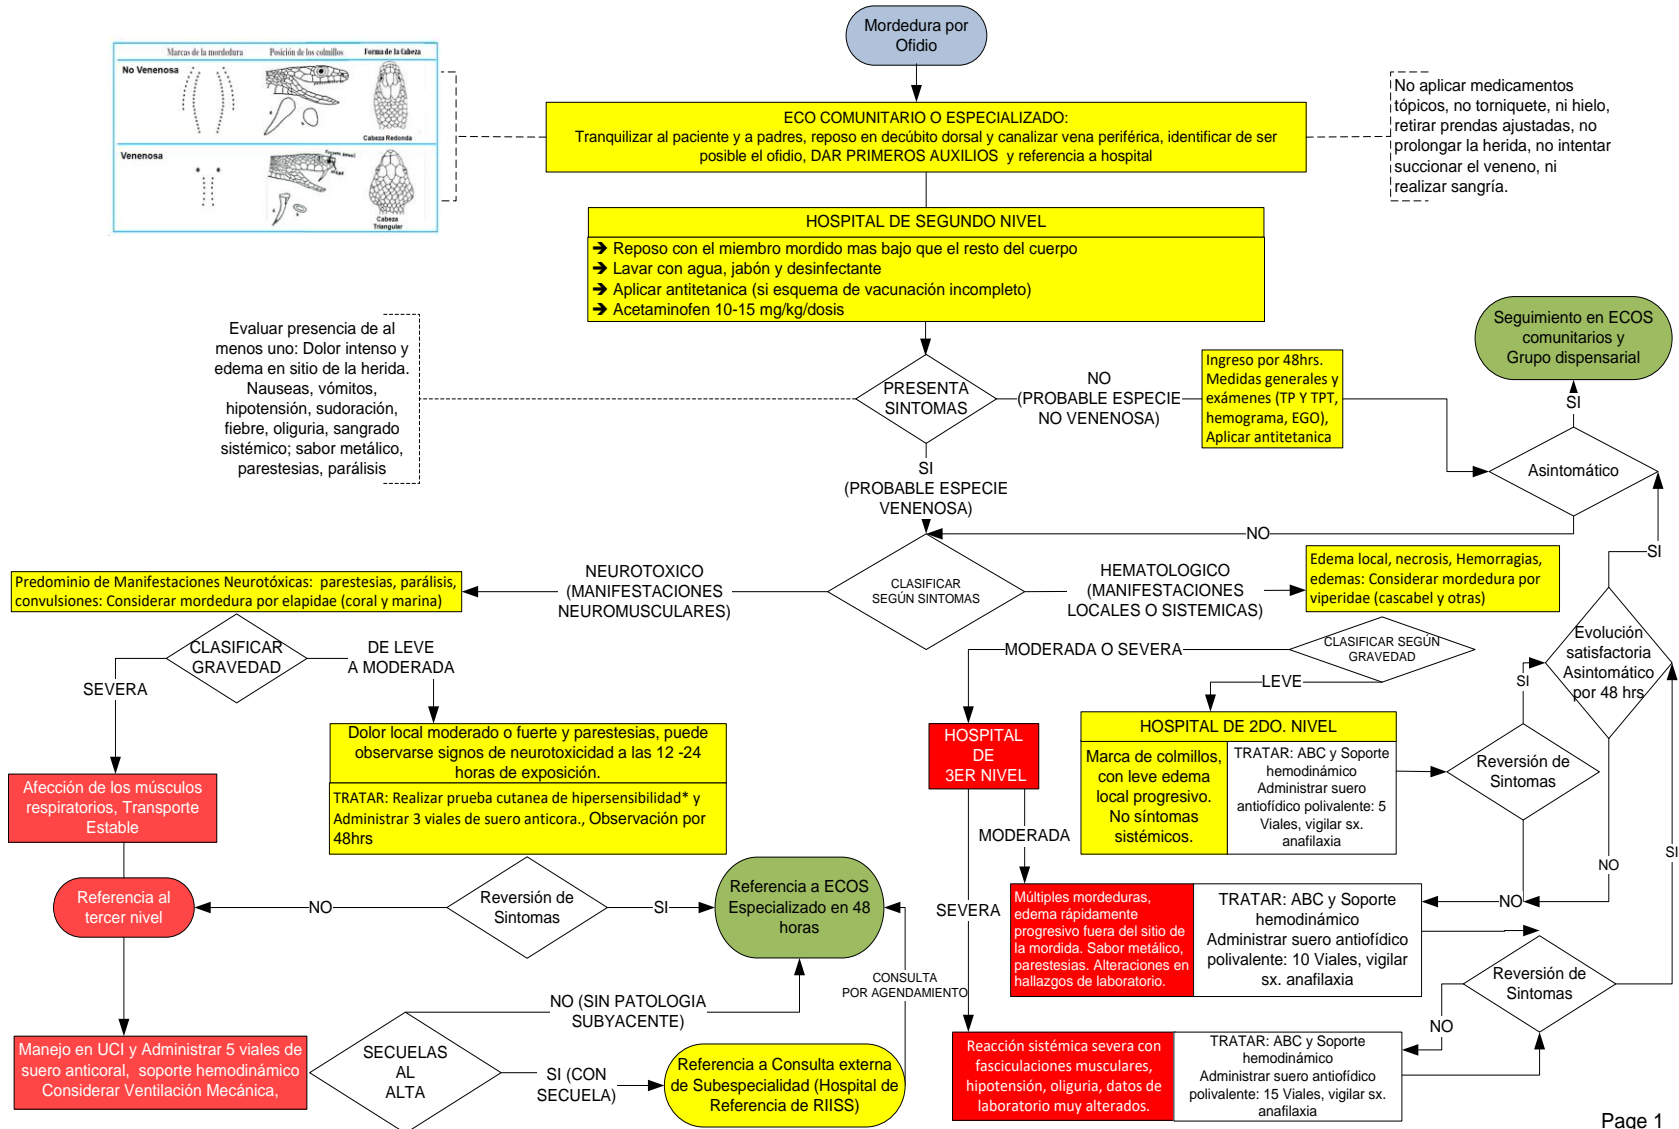 Mordedura por
Ofidio
Marcas de la mordedura
Posición de los colmillos
Forma de la Cabeza
No Venenosa
Cabeza Redonda
Venenosa
Cabeza
Triangular
ECO COMUNITARIO O ESPECIALIZADO:
Tranquilizar al paciente y a padres, reposo en decúbito dorsal y canalizar vena periférica, identificar de ser
posible el ofidio, DAR PRIMEROS AUXILIOS y referencia a hospital
No aplicar medicamentos
tópicos, no torniquete, ni hielo,
retirar prendas ajustadas, no
prolongar la herida, no intentar
succionar el veneno, ni
realizar sangría.
HOSPITAL DE SEGUNDO NIVEL
➔ Reposo con el miembro mordido mas bajo que el resto del cuerpo
➔ Lavar con agua, jabón y desinfectante
➔ Aplicar antitetanica (si esquema de vacunación incompleto)
➔ Acetaminofen 10-15 mg/kg/dosis
Evaluar presencia de al
menos uno: Dolor intenso y
edema en sitio de la herida.
Nauseas, vómitos,
hipotensión, sudoración,
fiebre, oliguria, sangrado
sistémico; sabor metálico,
parestesias, parálisis
PRESENTA
SINTOMAS
NO
(PROBABLE ESPECIE
NO VENENOSA)
Ingreso por 48hrs.
Medidas generales y
exámenes (TP Y TPT,
hemograma, EGO),
Aplicar antitetanica
Seguimiento en ECOS
comunitarios y
Grupo dispensarial
SI
Asintomático
SI
(PROBABLE ESPECIE
VENENOSA)
NO
SI
CLASIFICAR
SEGÚN SINTOMAS
NEUROTOXICO
(MANIFESTACIONES
NEUROMUSCULARES)
HEMATOLOGICO
(MANIFESTACIONES
LOCALES O SISTEMICAS)
Predominio de Manifestaciones Neurotóxicas: parestesias, parálisis,
convulsiones: Considerar mordedura por elapidae (coral y marina)
Edema local, necrosis, Hemorragias,
edemas: Considerar mordedura por
viperidae (cascabel y otras)
CLASIFICAR
GRAVEDAD
DE LEVE
A MODERADA
SEVERA
CLASIFICAR SEGÚN
GRAVEDAD
MODERADA O SEVERA
LEVE
Evolución
satisfactoria
Asintomático
por 48 hrs
SI
SI
Dolor local moderado o fuerte y parestesias, puede
observarse signos de neurotoxicidad a las 12 -24
horas de exposición.
TRATAR: Realizar prueba cutanea de hipersensibilidad* y
Administrar 3 viales de suero anticora., Observación por
48hrs
Afección de los músculos
respiratorios, Transporte
Estable
HOSPITAL
DE
3ER NIVEL
HOSPITAL DE 2DO. NIVEL
Marca de colmillos,
con leve edema
local progresivo.
No síntomas
sistémicos.
TRATAR: ABC y Soporte
hemodinámico
Administrar suero
antiofídico polivalente: 5
Viales, vigilar sx.
anafilaxia
Reversión de
Sintomas
MODERADA
SEVERA
NO
NO
SI
Referencia al
tercer nivel
NO
Reversión de
Sintomas
SI
Referencia a ECOS
Especializado en 48
horas
Múltiples mordeduras,
edema rápidamente
progresivo fuera del sitio de
la mordida. Sabor metálico,
parestesias. Alteraciones en
hallazgos de laboratorio.
TRATAR: ABC y Soporte
hemodinámico
Administrar suero antiofídico
polivalente: 10 Viales, vigilar
sx. anafilaxia
Reversión de
Sintomas
NO
CONSULTA
POR AGENDAMIENTO
NO (SIN PATOLOGIA
SUBYACENTE)
Manejo en UCI y Administrar 5 viales de
suero anticoral, soporte hemodinámico
Considerar Ventilación Mecánica,
SECUELAS
AL
ALTA
SI (CON
SECUELA)
Referencia a Consulta externa
de Subespecialidad (Hospital de
Referencia de RIISS)
Reacción sistémica severa con
fasciculaciones musculares,
hipotensión, oliguria, datos de
laboratorio muy alterados.
TRATAR: ABC y Soporte
hemodinámico
Administrar suero antiofídico
polivalente: 15 Viales, vigilar sx.
anafilaxia
Page 1